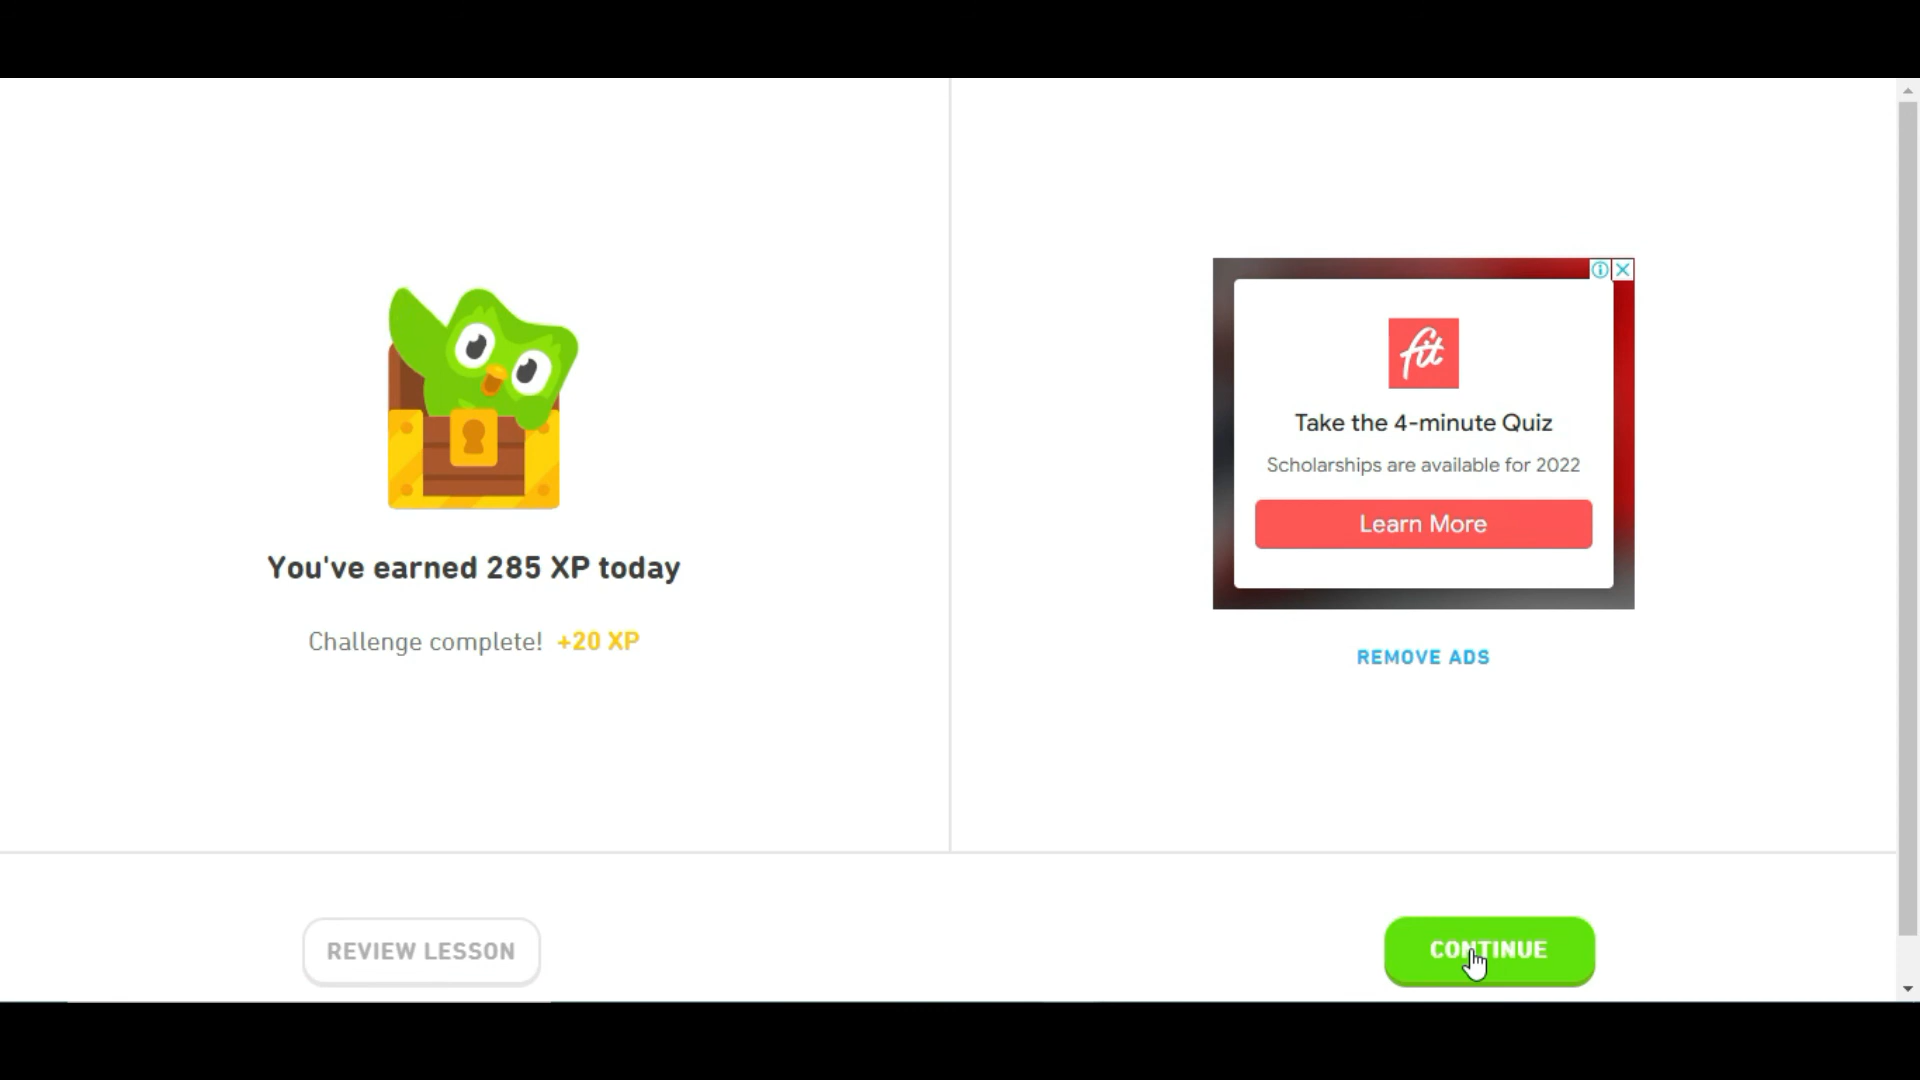 You've earned 285 XP today
Challenge complete! +20 XP
fit
Take the 4-minute Quiz
Scholarships are available for 2022
Learn More
REMOVE ADS
REVIEW LESSON
CONTINUE